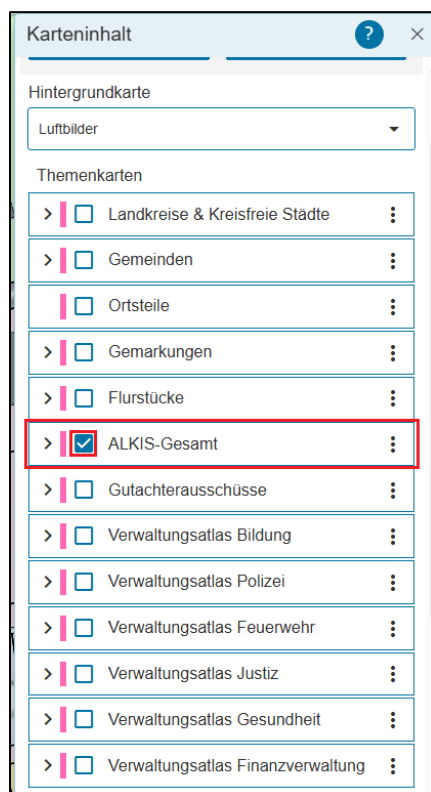 Karteninhalt ?
Hintergrundkarte
Luftbilder
Themenkarten
Landkreise & Kreisfreie Städte
Gemeinden
Ortsteile
Gemarkungen
Flurstücke
ALKIS-Gesamt
Gutachterausschüsse
Verwaltungsatlas Bildung
Verwaltungsatlas Polizei
Verwaltungsatlas Feuerwehr
Verwaltungsatlas Justiz
Verwaltungsatlas Gesundheit
Verwaltungsatlas Finanzverwaltung